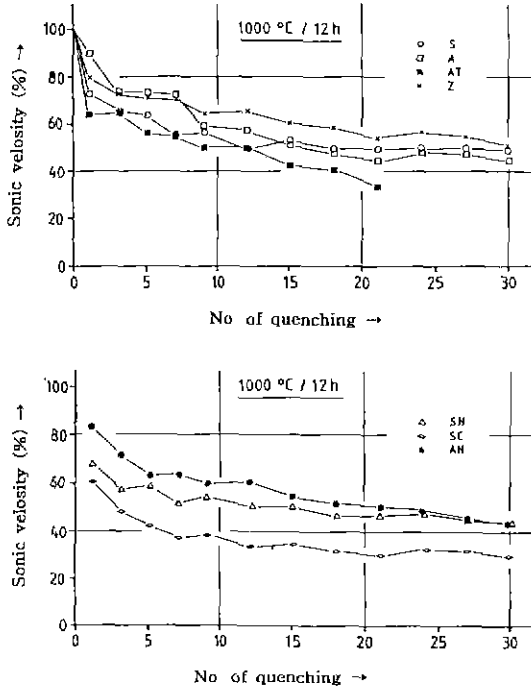 100
80
60
40
20
0
Sonic velosity (%) →
1000 °C / 12 h
S
A
AT
Z
0
5
10
15
20
25
30
No of quenching →
100
80
60
40
20
0
Sonic velosity (%) →
1000 °C / 12 h
SH
SC
AH
0
5
10
15
20
25
30
No of quenching →